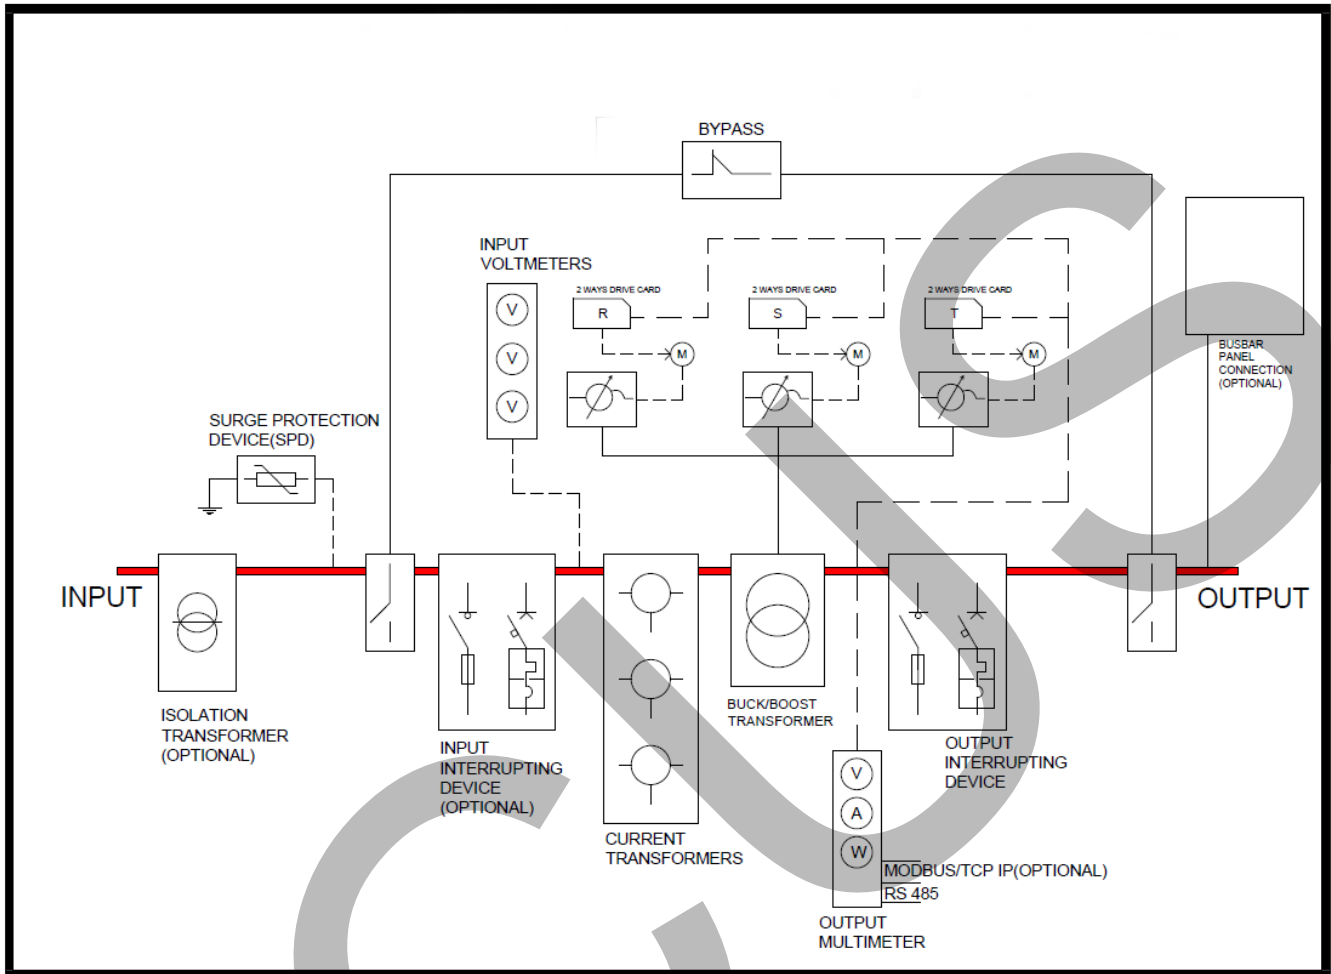 BYPASS
INPUT
VOLTMETERS
V
V
V
2 WAYS DRIVE CARD
R
M
2 WAYS DRIVE CARD
S
M
2 WAYS DRIVE CARD
T
M
BUSBAR
PANEL
CONNECTION
(OPTIONAL)
SURGE PROTECTION
DEVICE(SPD)
INPUT
OUTPUT
ISOLATION
TRANSFORMER
(OPTIONAL)
INPUT
INTERRUPTING
DEVICE
(OPTIONAL)
CURRENT
TRANSFORMERS
BUCK/BOOST
TRANSFORMER
OUTPUT
INTERRUPTING
DEVICE
V
A
W
MODBUS/TCP IP(OPTIONAL)
RS 485
OUTPUT
MULTIMETER